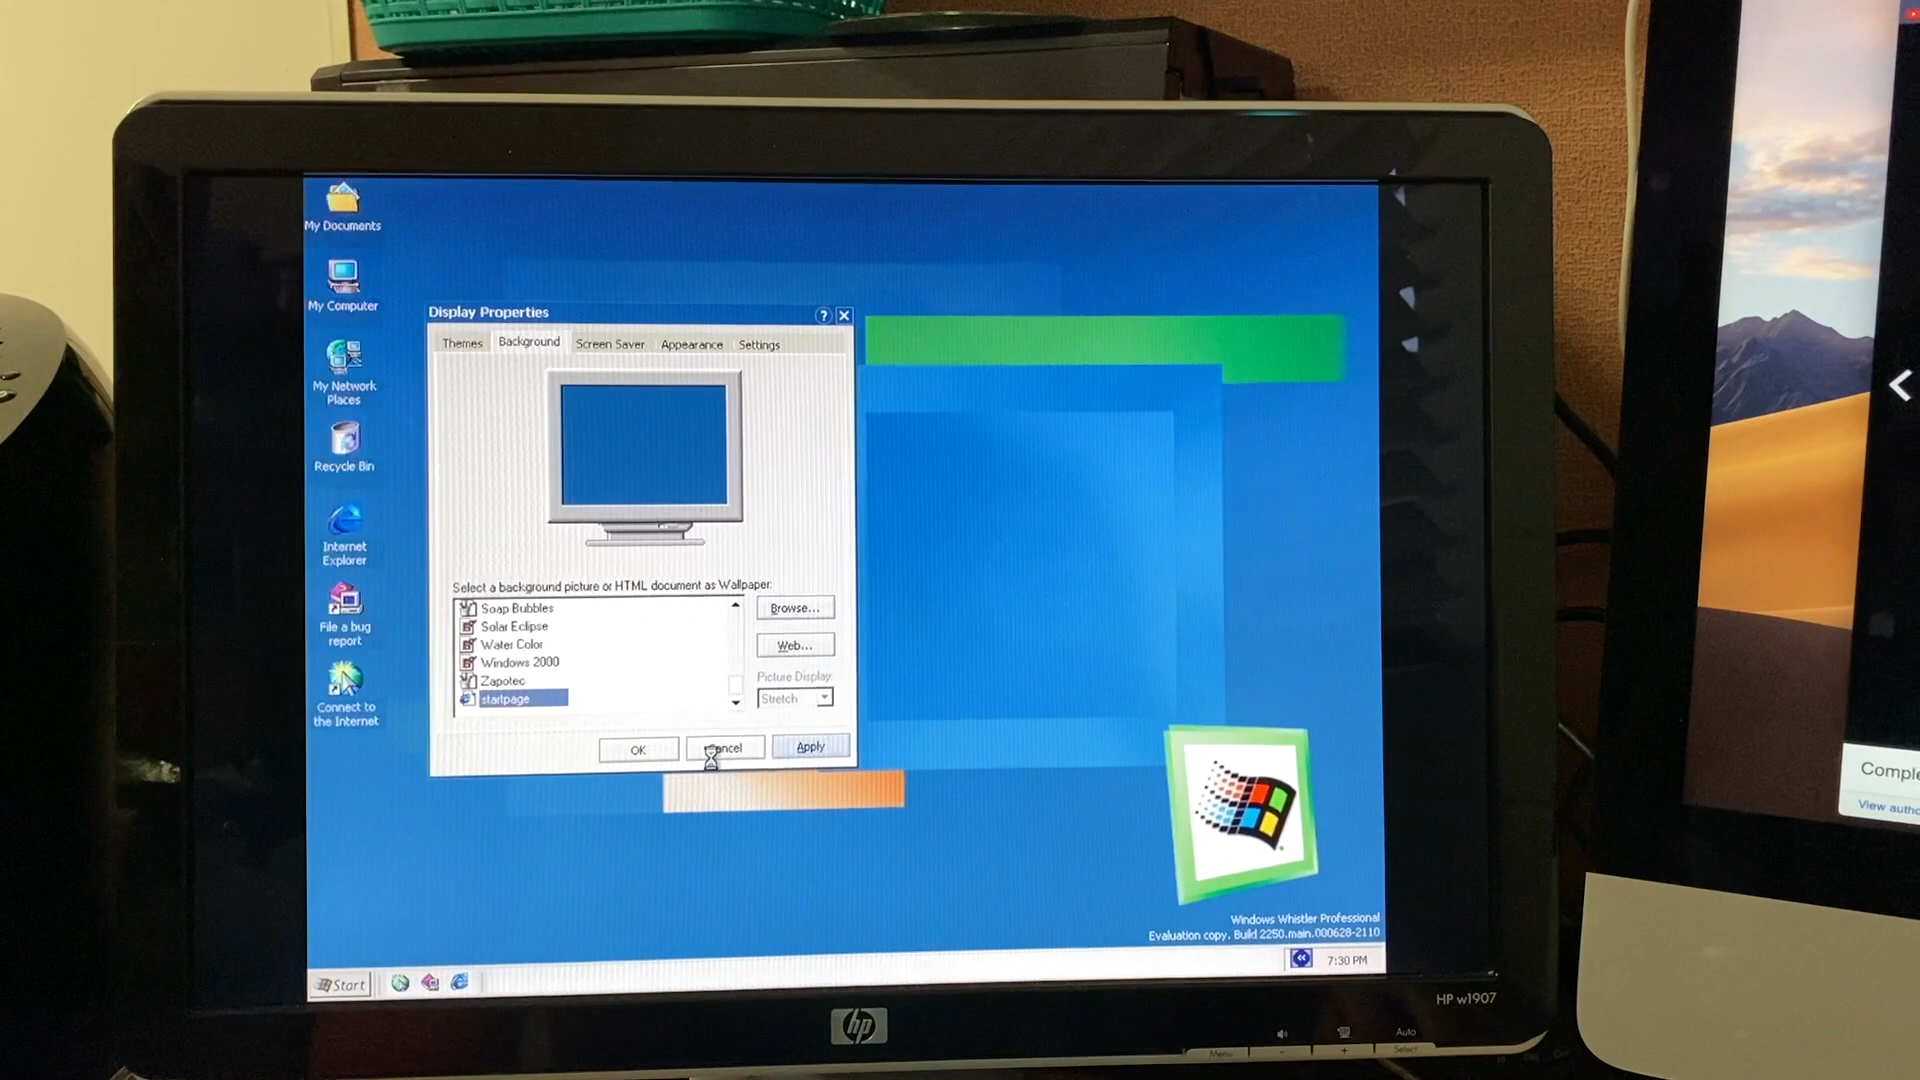 My Documents
My Computer
My Network
Places
Recycle Bin
Internet
Explorer
File a bug
report
Connect to
the Internet
Display Properties
?
Themes
Background
Screen Saver
Appearance
Settings
Select a background picture or HTML document as Wallpaper:
Soap Bubbles
Solar Eclipse
Water Color
Windows 2000
Zapotec
startpage
Browse...
Web...
Picture Display:
Stretch
OK
Cancel
Apply
Windows Whistler Professional
Evaluation copy. Build 2250.main.000628-2110
Start
7:30 PM
hp
HP w1907
Menu
-
+
Auto
Select
Comple
View autho